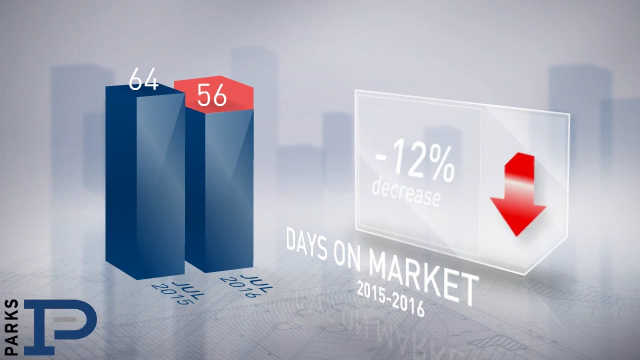 64
56
-12%
decrease
JUL
2015
JUL
2016
DAYS ON MARKET
2015-2016
PARKS
P